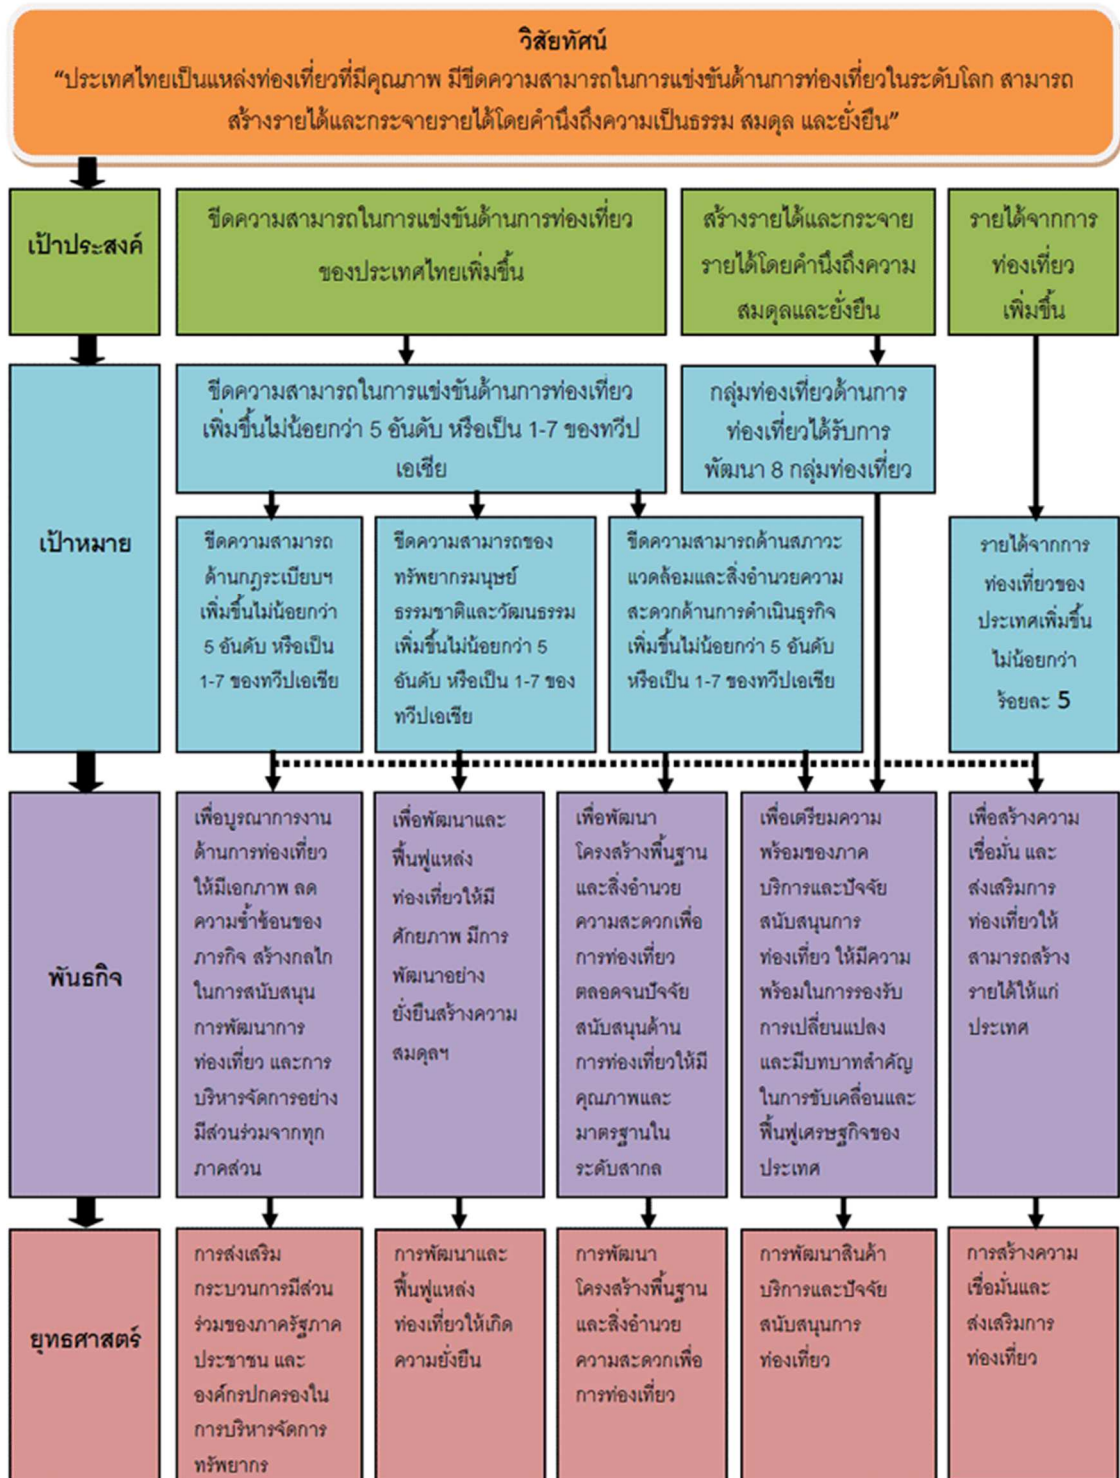 วิสัยทัศน์
“ประเทศไทยเป็นแหล่งท่องเที่ยวที่มีคุณภาพ มีขีดความสามารถในการแข่งขันด้านการท่องเที่ยวในระดับโลก สามารถ
สร้างรายได้และกระจายรายได้โดยคำนึงถึงความเป็นธรรม สมดุล และยั่งยืน”
เป้าประสงค์
ขีดความสามารถในการแข่งขันด้านการท่องเที่ยว
ของประเทศไทยเพิ่มขึ้น
สร้างรายได้และกระจาย
รายได้โดยคำนึงถึงความ
สมดุลและยั่งยืน
รายได้จากการ
ท่องเที่ยว
เพิ่มขึ้น
เป้าหมาย
ขีดความสามารถในการแข่งขันด้านการท่องเที่ยว
เพิ่มขึ้นไม่น้อยกว่า 5 อันดับ หรือเป็น 1-7 ของทวีป
เอเซีย
กลุ่มท่องเที่ยวด้านการ
ท่องเที่ยวได้รับการ
พัฒนา 8 กลุ่มท่องเที่ยว
ขีดความสามารถ
ด้านกฎระเบียบฯ
เพิ่มขึ้นไม่น้อยกว่า
5 อันดับ หรือเป็น
1-7 ของทวีปเอเชีย
ขีดความสามารถของ
ทรัพยากรมนุษย์
ธรรมชาติและวัฒนธรรม
เพิ่มขึ้นไม่น้อยกว่า 5
อันดับ หรือเป็น 1-7 ของ
ทวีปเอเชีย
ขีดความสามารถด้านสภาวะ
แวดล้อมและสิ่งอำนวยความ
สะดวกด้านการดำเนินธุรกิจ
เพิ่มขึ้นไม่น้อยกว่า 5 อันดับ
หรือเป็น 1-7 ของทวีปเอเชีย
รายได้จากการ
ท่องเที่ยวของ
ประเทศเพิ่มขึ้น
ไม่น้อยกว่า
ร้อยละ 5
พันธกิจ
เพื่อบูรณาการงาน
ด้านการท่องเที่ยว
ให้มีเอกภาพ ลด
ความซ้ำซ้อนของ
ภารกิจ สร้างกลไก
ในการสนับสนุน
การพัฒนาการ
ท่องเที่ยว และการ
บริหารจัดการอย่าง
มีส่วนร่วมจากทุก
ภาคส่วน
เพื่อพัฒนาและ
ฟื้นฟูแหล่ง
ท่องเที่ยวให้มี
ศักยภาพ มีการ
พัฒนาอย่าง
ยั่งยืนสร้างความ
สมดุลฯ
เพื่อพัฒนา
โครงสร้างพื้นฐาน
และสิ่งอำนวย
ความสะดวกเพื่อ
การท่องเที่ยว
ตลอดจนปัจจัย
สนับสนุนด้าน
การท่องเที่ยวให้มี
คุณภาพและ
มาตรฐานใน
ระดับสากล
เพื่อเตรียมความ
พร้อมของภาค
บริการและปัจจัย
สนับสนุนการ
ท่องเที่ยว ให้มีความ
พร้อมในการรองรับ
การเปลี่ยนแปลง
และมีบทบาทสำคัญ
ในการขับเคลื่อนและ
ฟื้นฟูเศรษฐกิจของ
ประเทศ
เพื่อสร้างความ
เชื่อมั่น และ
ส่งเสริมการ
ท่องเที่ยวให้
สามารถสร้าง
รายได้ให้แก่
ประเทศ
ยุทธศาสตร์
การส่งเสริม
กระบวนการมีส่วน
ร่วมของภาครัฐภาค
ประชาชน และ
องค์กรปกครองใน
การบริหารจัดการ
ทรัพยากร
การพัฒนาและ
ฟื้นฟูแหล่ง
ท่องเที่ยวให้เกิด
ความยั่งยืน
การพัฒนา
โครงสร้างพื้นฐาน
และสิ่งอำนวย
ความสะดวกเพื่อ
การท่องเที่ยว
การพัฒนาสินค้า
บริการและปัจจัย
สนับสนุนการ
ท่องเที่ยว
การสร้างความ
เชื่อมั่นและ
ส่งเสริมการ
ท่องเที่ยว